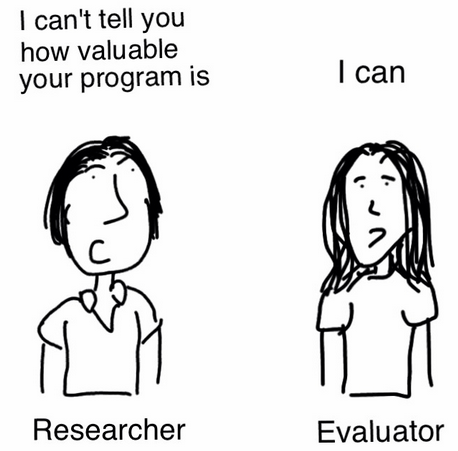 I can't tell you
how valuable
your program is
I can
Researcher
Evaluator